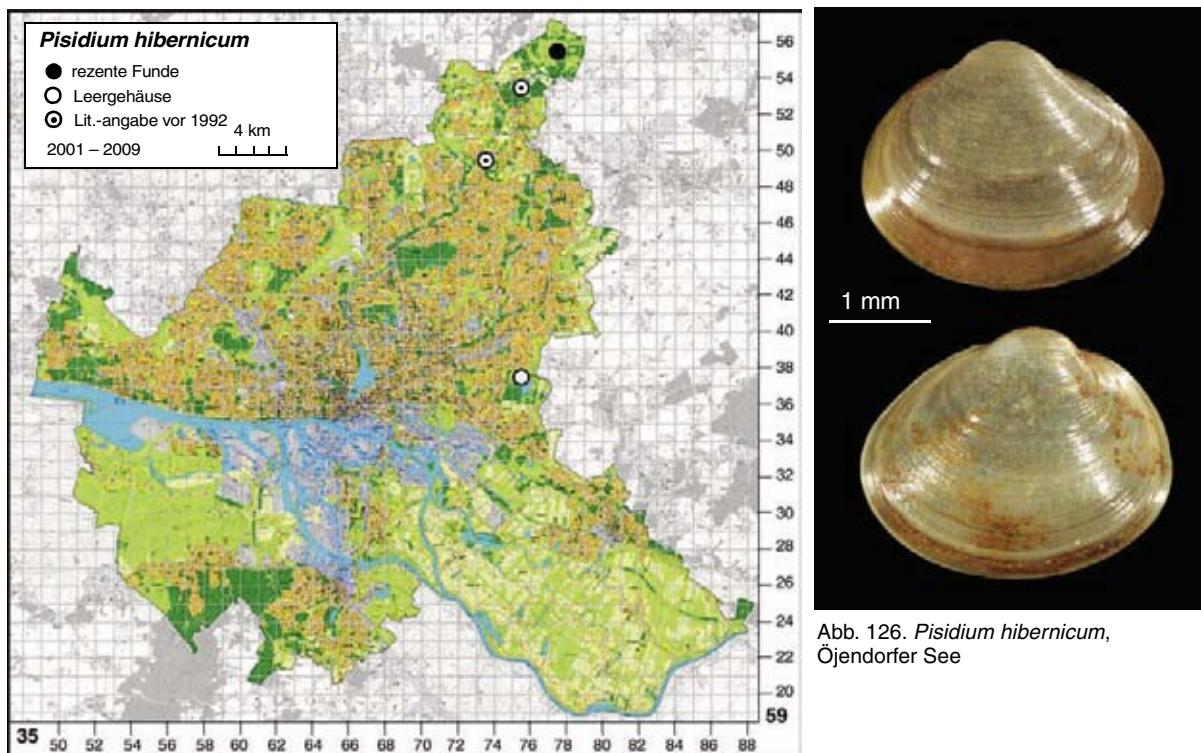 Pisidium hibernicum
rezente Funde
Leergehäuse
Lit.-angabe vor 1992
4 km
2001 – 2009
56
54
52
50
48
46
44
42
40
38
36
34
32
30
28
26
24
22
20
35
59
50 52 54 56 58 60 62 64 66 68 70 72 74 76 78 80 82 84 86 88
1 mm
Abb. 126. Pisidium hibernicum,
Öjendorfer See